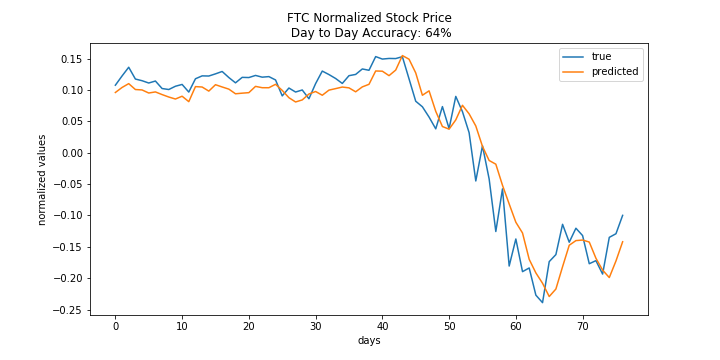 FTC Normalized Stock Price
Day to Day Accuracy: 64%
true
predicted
normalized values
0.15
0.10
0.05
0.00
−0.05
−0.10
−0.15
−0.20
−0.25
0 10 20 30 40 50 60 70
days